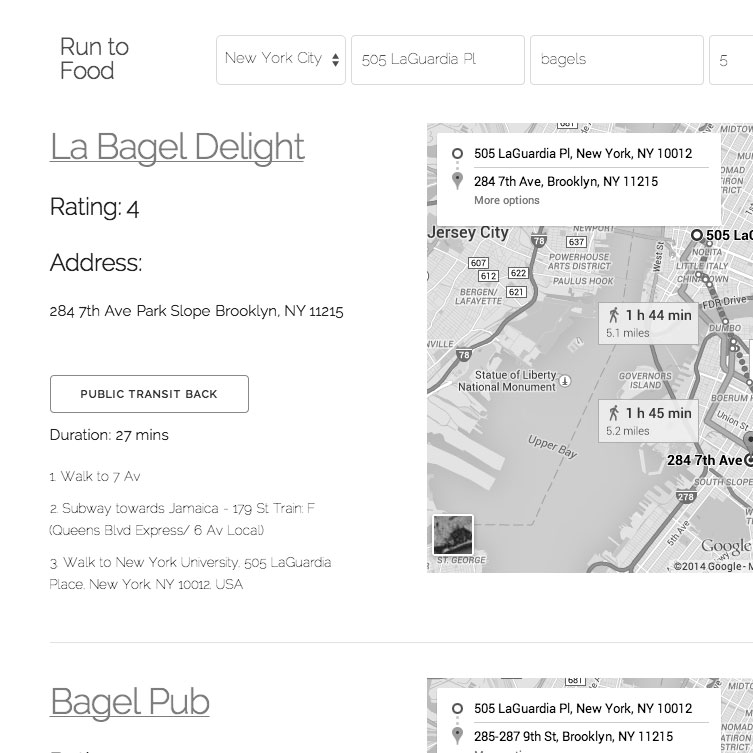 Run to
Food
New York City
505 LaGuardia Pl
bagels
5
La Bagel Delight
Rating: 4
Address:
284 7th Ave Park Slope Brooklyn, NY 11215
PUBLIC TRANSIT BACK
Duration: 27 mins
1. Walk to 7 Av
2. Subway towards Jamaica - 179 St Train: F
(Queens Blvd Express/ 6 Av Local)
3. Walk to New York University, 505 LaGuardia
Place, New York, NY 10012, USA
505 LaGuardia Pl, New York, NY 10012
284 7th Ave, Brooklyn, NY 11215
More options
Jersey City
NEWPORT
78
637
West St
505 LaG
NOLITA
LITTLE ITALY
CHINATOWN
POWERHOUSE
ARTS DISTRICT
PAULUS HOOK
607
612
622
621
BERGEN/
LAFAYETTE
FDR Drive
1 h 44 min
5.1 miles
DUMBO
NVILLE
78
Statue of Liberty
National Monument
GOVERNORS
ISLAND
BOERUM H
1 h 45 min
5.2 miles
Union St
Upper Bay
284 7th Ave
SOUTH SLOPE
278
5th Ave
ST. GEORGE
Google
©2014 Google - M
Bagel Pub
681
505 LaGuardia Pl, New York, NY 10012
285-287 9th St, Brooklyn, NY 11215